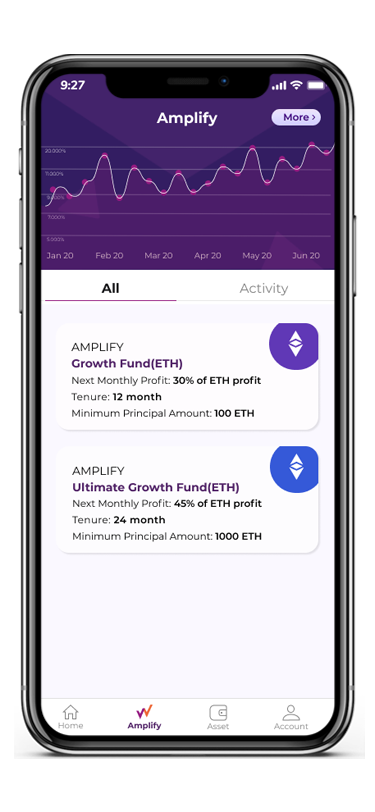 9:27
Amplify
More ›
20.000%
11.000%
9.000%
7.000%
5.000%
Jan 20 Feb 20 Mar 20 Apr 20 May 20 Jun 20
All Activity
AMPLIFY
Growth Fund(ETH)
Next Monthly Profit: 30% of ETH profit
Tenure: 12 month
Minimum Principal Amount: 100 ETH
AMPLIFY
Ultimate Growth Fund(ETH)
Next Monthly Profit: 45% of ETH profit
Tenure: 24 month
Minimum Principal Amount: 1000 ETH
Home Amplify Asset Account